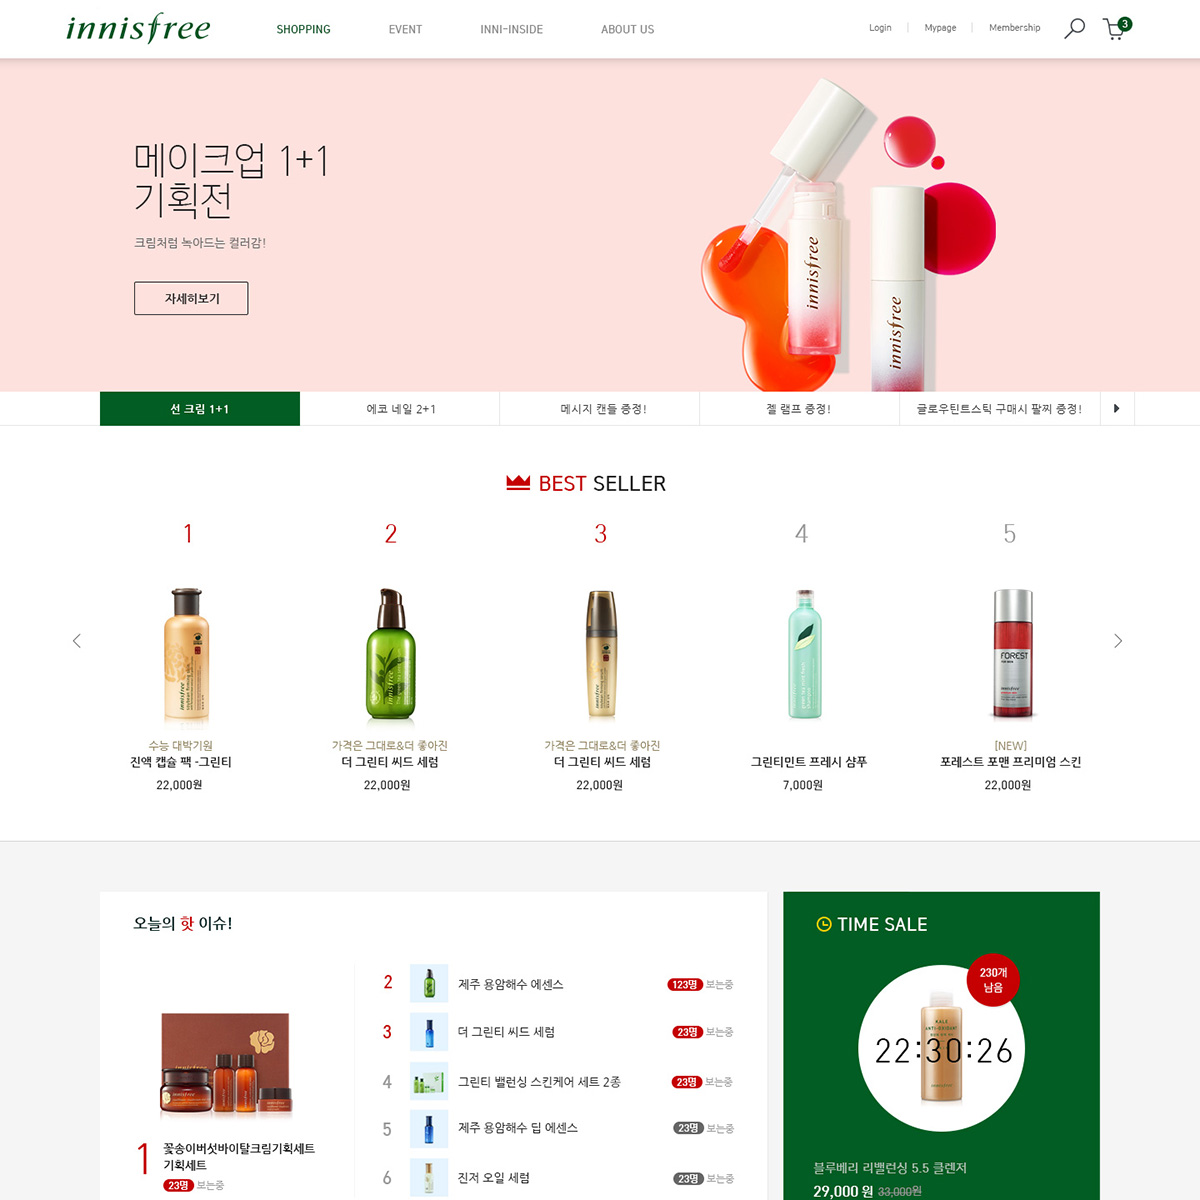 innisfree
SHOPPING
EVENT
INNI-INSIDE
ABOUT US
Login
Mypage
Membership
3
메이크업 1+1
기획전
크림처럼 녹아드는 컬러감!
자세히보기
innisfree
innisfree
선 크림 1+1
에코 네일 2+1
메시지 캔들 증정!
젤 램프 증정!
글로우틴트스틱 구매시 팔찌 증정!
BEST SELLER
1
2
3
4
5
innisfree
innisfree
innisfree
FOREST
innisfree
수능 대박기원
진액 캡슐 팩 -그린티
22,000원
가격은 그대로&더 좋아진
더 그린티 씨드 세럼
22,000원
가격은 그대로&더 좋아진
더 그린티 씨드 세럼
22,000원
그린티민트 프레시 샴푸
7,000원
[NEW]
포레스트 포맨 프리미엄 스킨
22,000원
오늘의 핫 이슈!
innisfree
1
꽃송이버섯바이탈크림기획세트
기획세트
23명 보는중
2
제주 용암해수 에센스
123명 보는중
3
더 그린티 씨드 세럼
23명 보는중
4
그린티 밸런싱 스킨케어 세트 2종
23명 보는중
5
제주 용암해수 딥 에센스
23명 보는중
6
진저 오일 세럼
23명 보는중
TIME SALE
230개
남음
KALE
ANTI-OXIDANT
22:30:26
블루베리 리밸런싱 5.5 클렌저
29,000 원 33,000원